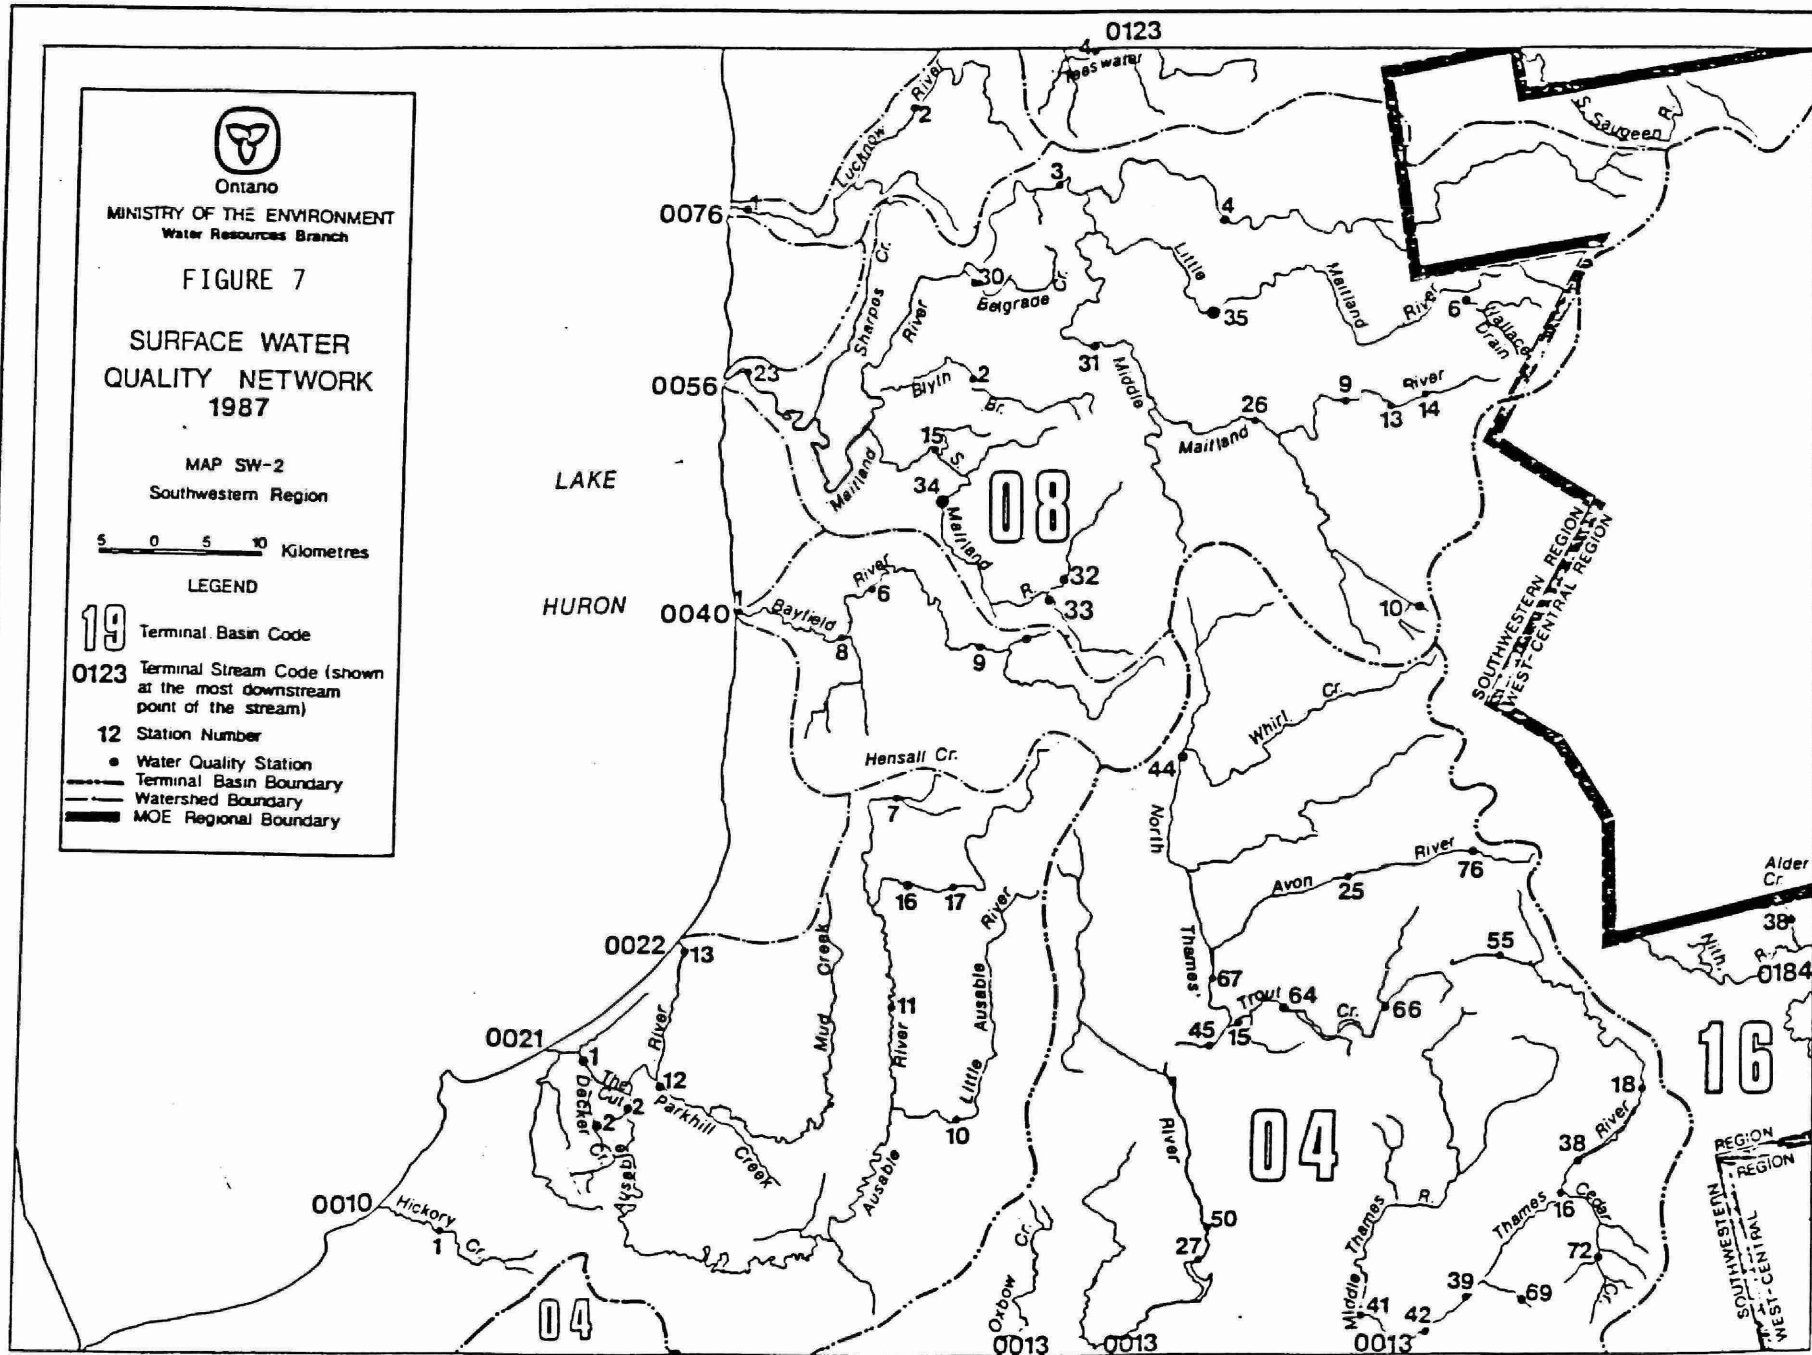 0123
Ontario
MINISTRY OF THE ENVIRONMENT
Water Resources Branch
FIGURE 7
SURFACE WATER
QUALITY NETWORK
1987
MAP SW-2
Southwestern Region
5 0 5 10 Kilometres
LEGEND
19 Terminal Basin Code
0123 Terminal Stream Code (shown
at the most downstream
point of the stream)
12 Station Number
Water Quality Station
Terminal Basin Boundary
Watershed Boundary
MOE Regional Boundary
4
Teeswater
River
2
Lucknow
S. Saugeen R.
0076
1
3
4
Sharpes Cr.
River
30
Belgrade Cr.
Little
35
Maitland
River
6
Wallace
Drain
0056
23
Blyth
2
Br.
31
Middle
Maitland
26
9
River
13
14
Maitland
15
S.
34
Maitland
08
LAKE
HURON
R.
32
33
10
SOUTHWESTERN REGION
WEST-CENTRAL REGION
0040
1
Bayfield
River
6
8
9
Whirl Cr.
44
Hensall Cr.
7
North
Avon
25
River
76
Alder
Cr.
38
Nith
R.
0184
16
17
Thames
55
0022
13
Mud Creek
Little
Ausable
River
67
Trout
64
Cr.
66
45
15
11
River
0021
1
River
The
Cut
2
12
Parkhill
Creek
Decker
Cr.
2
Ausable
10
Ausable
River
04
16
18
River
38
REGION
REGION
SOUTHWESTERN
WEST-CENTRAL
0010
Hickory
Cr.
1
50
27
Middle Thames R.
Thames
16
Cedar
Cr.
72
39
69
41
42
04
Oxbow Cr.
0013
0013
0013